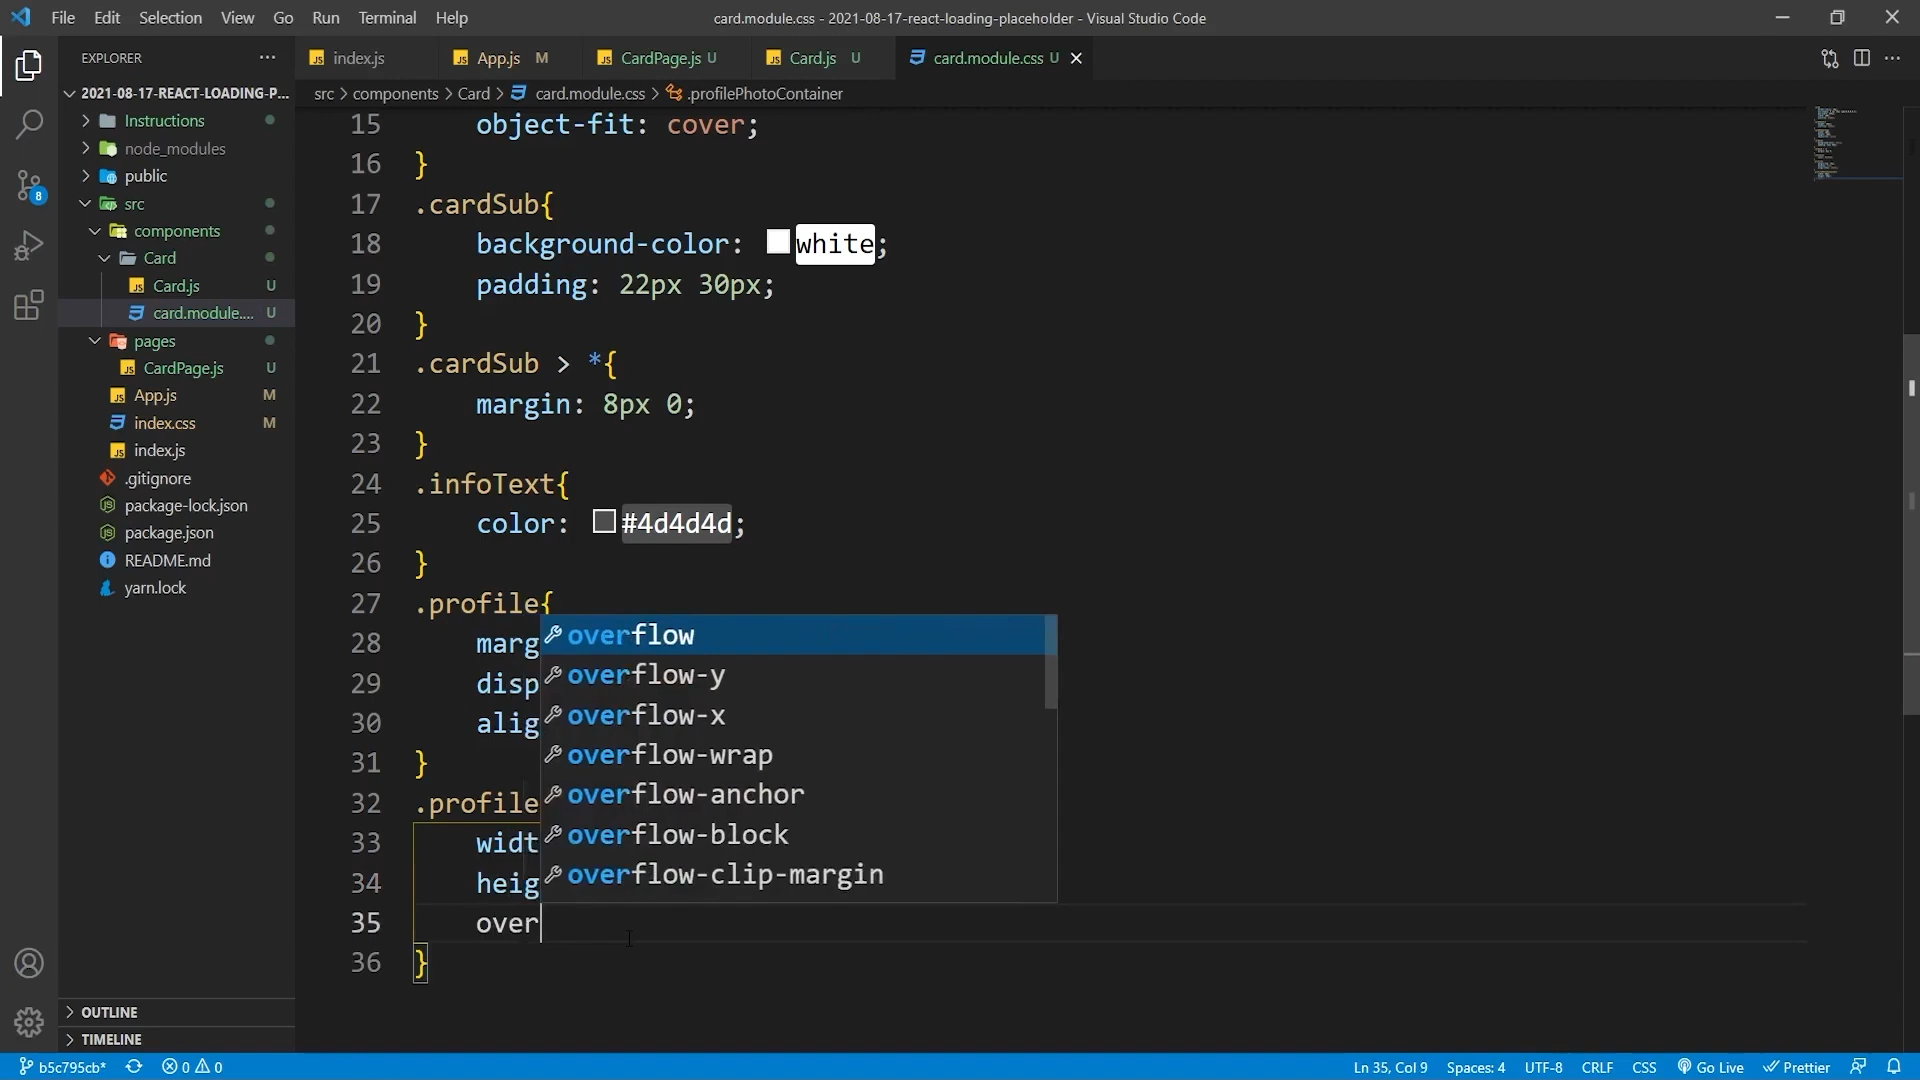 File Edit Selection View Go Run Terminal Help
card.module.css - 2021-08-17-react-loading-placeholder - Visual Studio Code
EXPLORER
index.js
App.js M
CardPage.js U
Card.js U
card.module.css U
2021-08-17-REACT-LOADING-P...
src > components > Card > card.module.css > .profilePhotoContainer
Instructions
node_modules
public
src
components
Card
Card.js U
card.module.... U
pages
CardPage.js U
App.js M
index.css M
index.js
.gitignore
package-lock.json
package.json
README.md
yarn.lock
OUTLINE
TIMELINE
8
15 object-fit: cover;
16 }
17 .cardSub{
18 background-color: white;
19 padding: 22px 30px;
20 }
21 .cardSub > *{
22 margin: 8px 0;
23 }
24 .infoText{
25 color: #4d4d4d;
26 }
27 .profile{
28 marg
29 disp
30 alig
31 }
32 .profile
33 widt
34 heig
35 over
36 }
overflow
overflow-y
overflow-x
overflow-wrap
overflow-anchor
overflow-block
overflow-clip-margin
b5c795cb* 0 0
Ln 35, Col 9 Spaces: 4 UTF-8 CRLF CSS Go Live Prettier